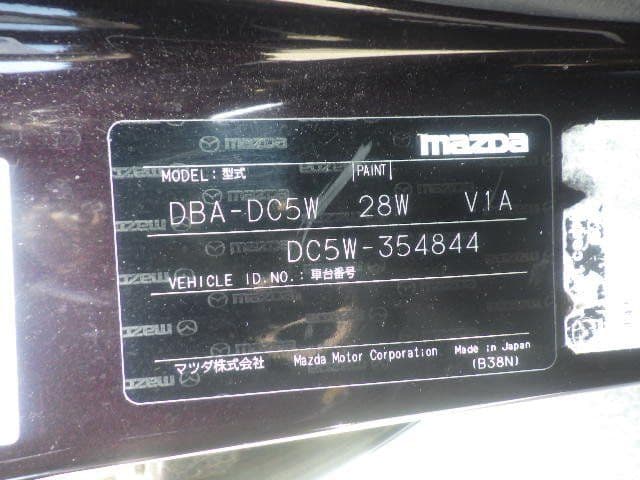 mazda
MODEL: 型式 PAINT
DBA-DC5W 28W V1A
DC5W-354844
VEHICLE ID.NO.: 車台番号
マツダ株式会社 Mazda Motor Corporation Made in Japan
(B38N)